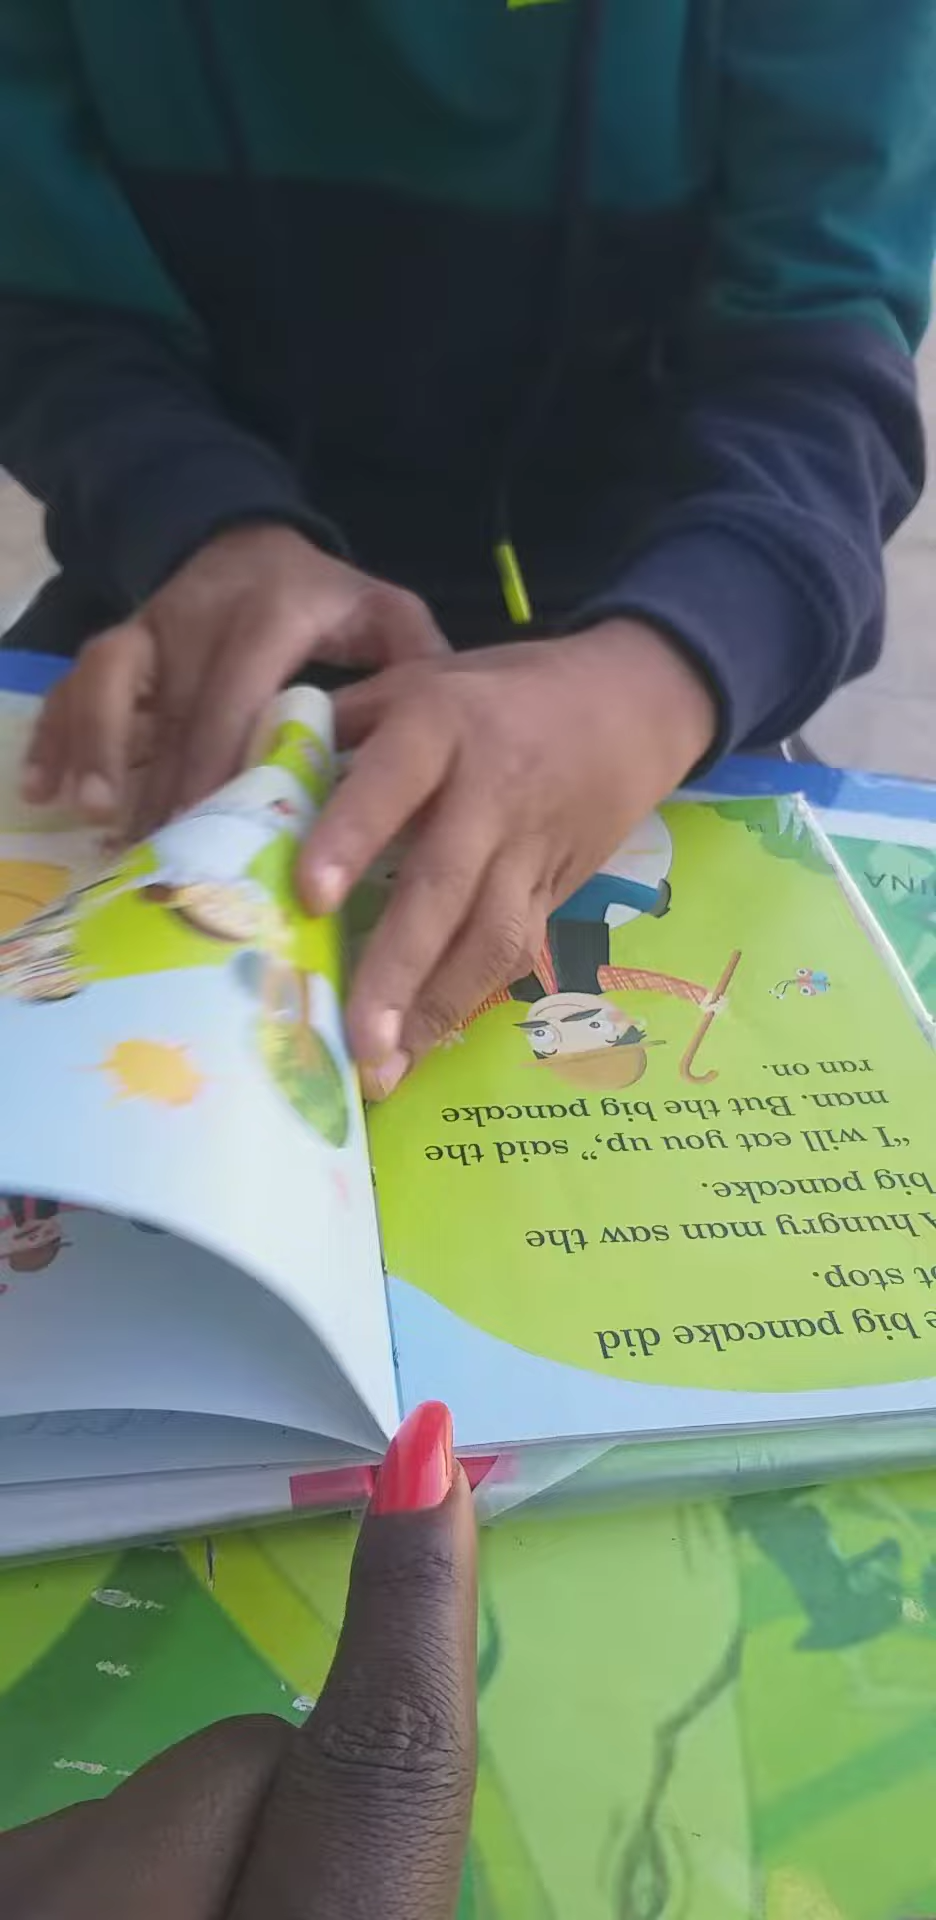 big pancake did
t stop.
A hungry man saw the
big pancake.
"I will eat you up," said the
man. But the big pancake
ran on.